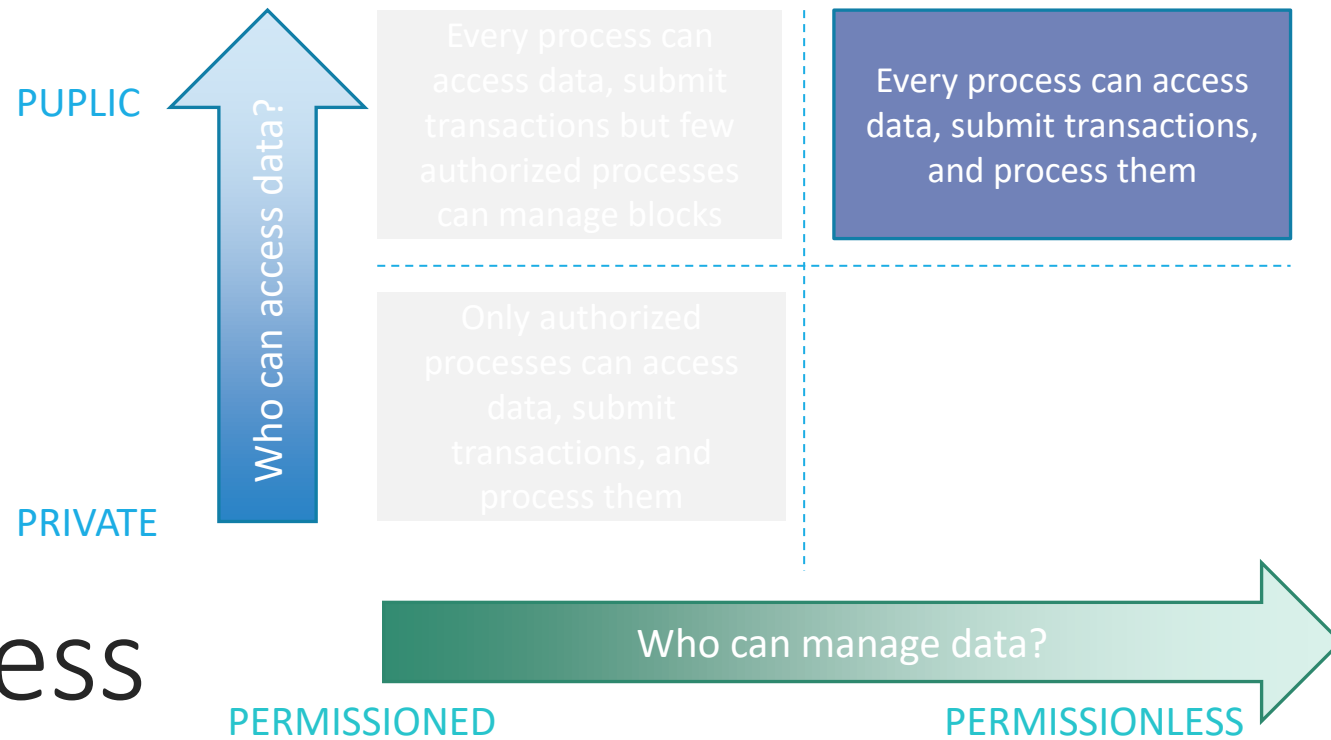 PUPLIC
Who can access data?
Every process can
access data, submit
transactions but few
authorized processes
can manage blocks
Every process can access
data, submit transactions,
and process them
Only authorized
processes can access
data, submit
transactions, and
process them
PRIVATE
ess
Who can manage data?
PERMISSIONED
PERMISSIONLESS